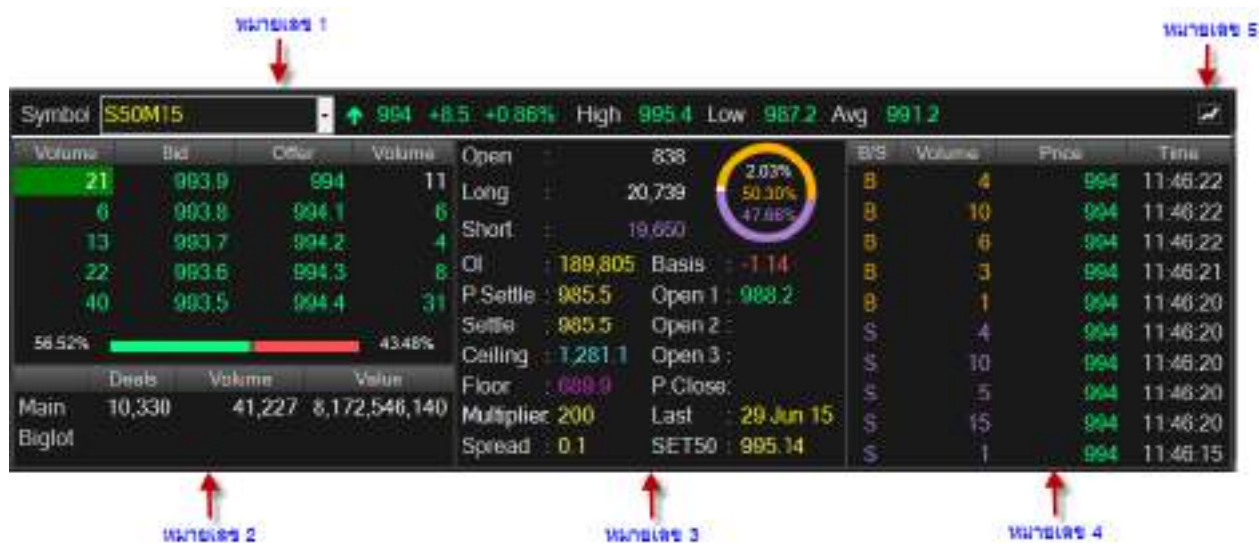 หมายเลข 1
หมายเลข 5
Symbol S50M15 994 +8.5 +0.86% High 995.4 Low 987.2 Avg 991.2
Volume Bid Offer Volume
21 993.9 994 11
6 993.8 994.1 6
13 993.7 994.2 4
22 993.6 994.3 8
40 993.5 994.4 31
56.52% 43.48%
Deals Volume Value
Main 10,330 41,227 8,172,546,140
Biglot
Open : 838
Long : 20,739
Short : 19,650
2.03%
50.30%
47.66%
OI : 189,805 Basis : -1.14
P.Settle : 985.5 Open 1 : 988.2
Settle : 985.5 Open 2 :
Ceiling : 1,281.1 Open 3 :
Floor : 689.9 P.Close:
Multiplier: 200 Last : 29 Jun 15
Spread : 0.1 SET50 : 995.14
B/S Volume Price Time
B 4 994 11:46:22
B 10 994 11:46:22
B 6 994 11:46:22
B 3 994 11:46:21
B 1 994 11:46:20
S 4 994 11:46:20
S 10 994 11:46:20
S 5 994 11:46:20
S 15 994 11:46:20
S 1 994 11:46:15
หมายเลข 2
หมายเลข 3
หมายเลข 4